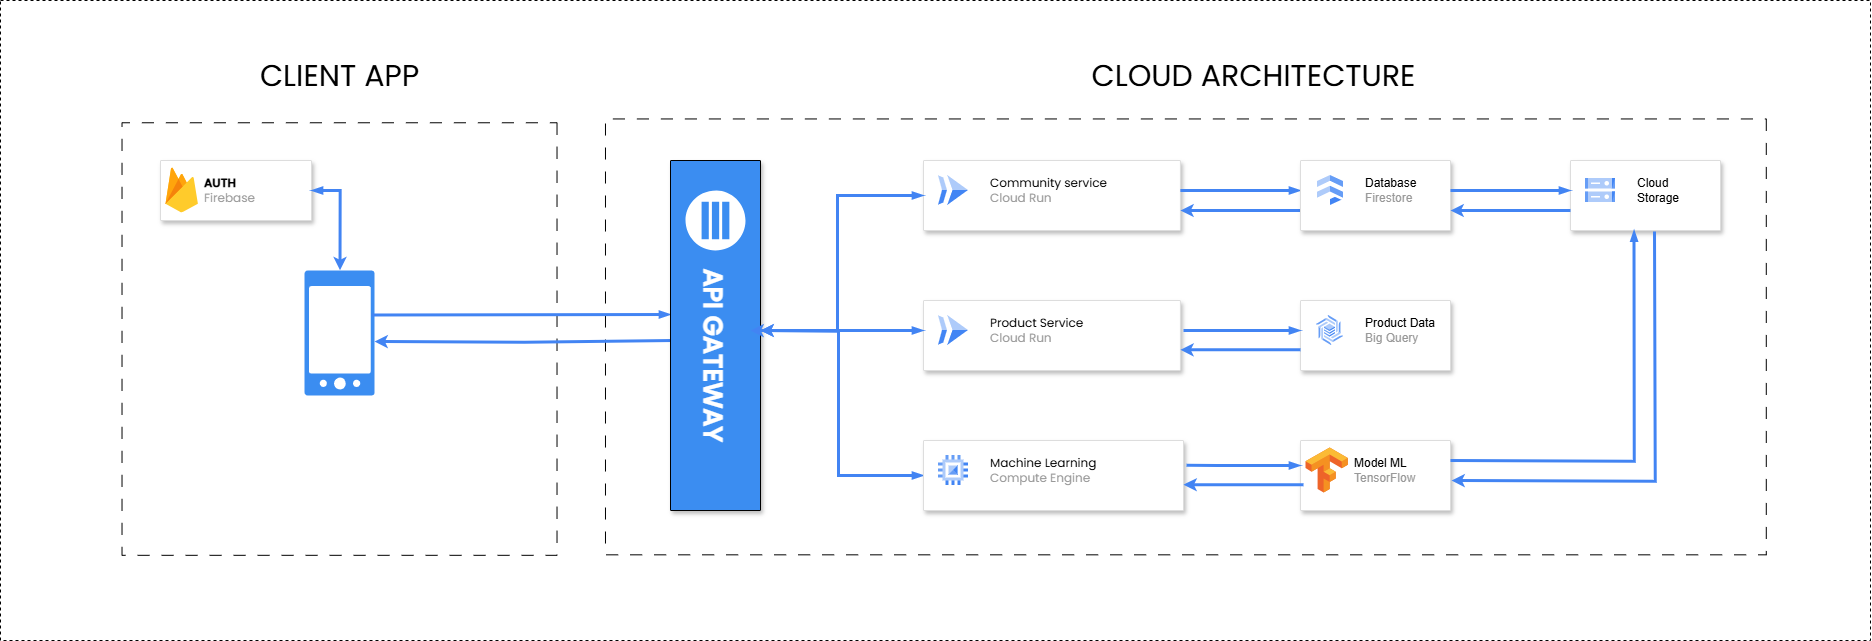 CLIENT APP
CLOUD ARCHITECTURE
AUTH
Firebase
API GATEWAY
Community service
Cloud Run
Database
Firestore
Cloud
Storage
Product Service
Cloud Run
Product Data
Big Query
Machine Learning
Compute Engine
Model ML
TensorFlow